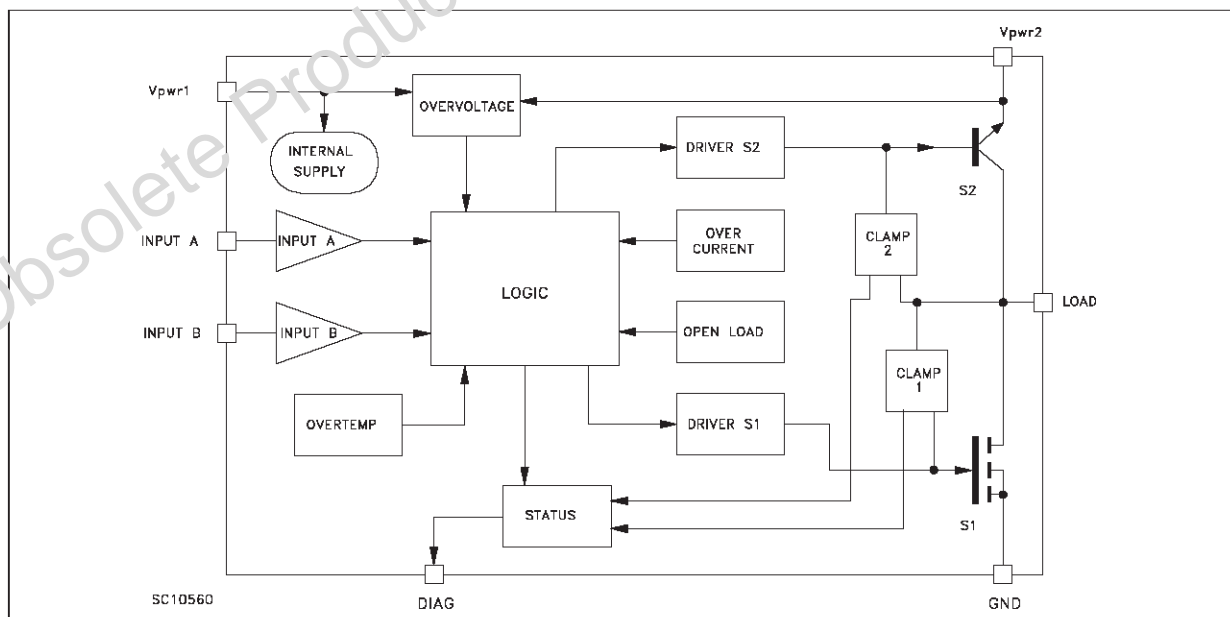 Obsolete Produc
Vpwr2
Vpwr1
OVERVOLTAGE
INTERNAL
SUPPLY
DRIVER S2
S2
INPUT A
INPUT A
OVER
CURRENT
CLAMP
2
LOGIC
LOAD
INPUT B
INPUT B
OPEN LOAD
CLAMP
1
OVERTEMP
DRIVER S1
STATUS
S1
SC10560
DIAG
GND